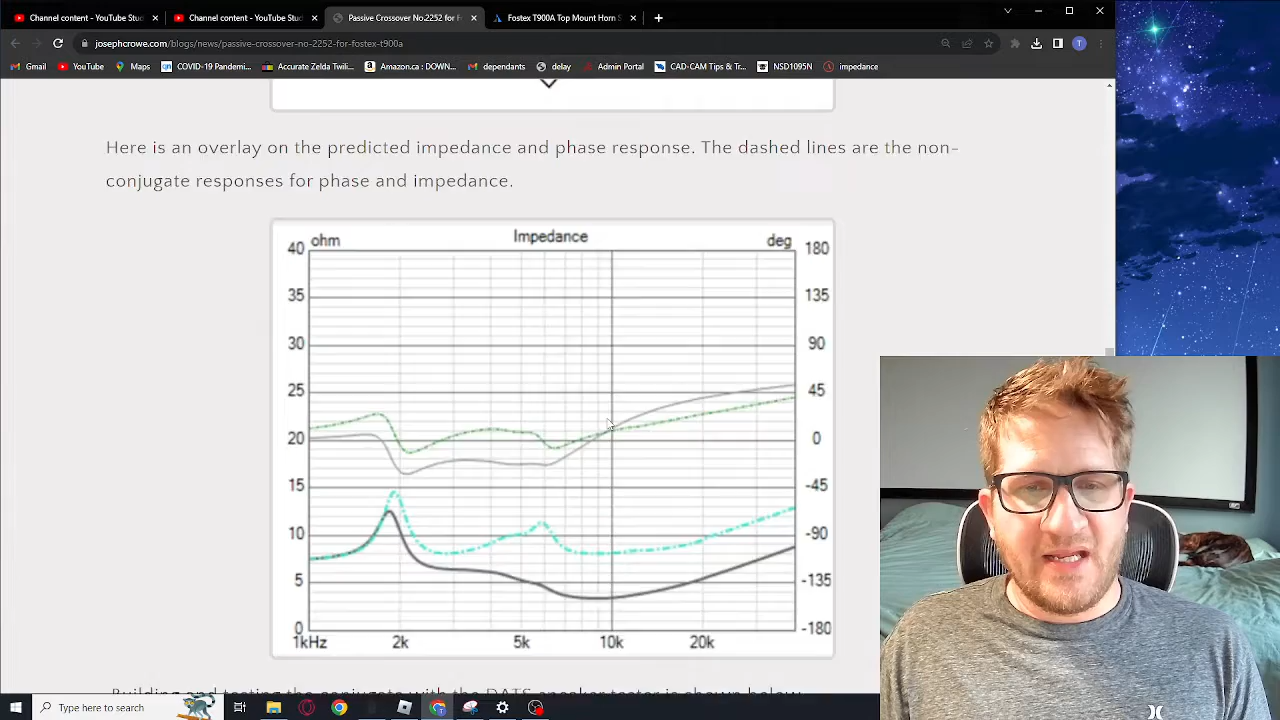 Channel content - YouTube Stud
Channel content - YouTube Stud
Passive Crossover No:2252 for F
Fostex T900A Top Mount Horn S
josephcrowe.com/blogs/news/passive-crossover-no-2252-for-fostex-t900a
Gmail
YouTube
Maps
COVID-19 Pandemi...
Accurate Zelda Twili...
Amazon.ca : DOWN...
dependants
delay
Admin Portal
CAD-CAM Tips & Tr...
NSD1095N
impedance
Here is an overlay on the predicted impedance and phase response. The dashed lines are the non-
conjugate responses for phase and impedance.
ohm Impedance deg
40 180
35 135
30 90
25 45
20 0
15 -45
10 -90
5 -135
0 -180
1kHz 2k 5k 10k 20k
Type here to search